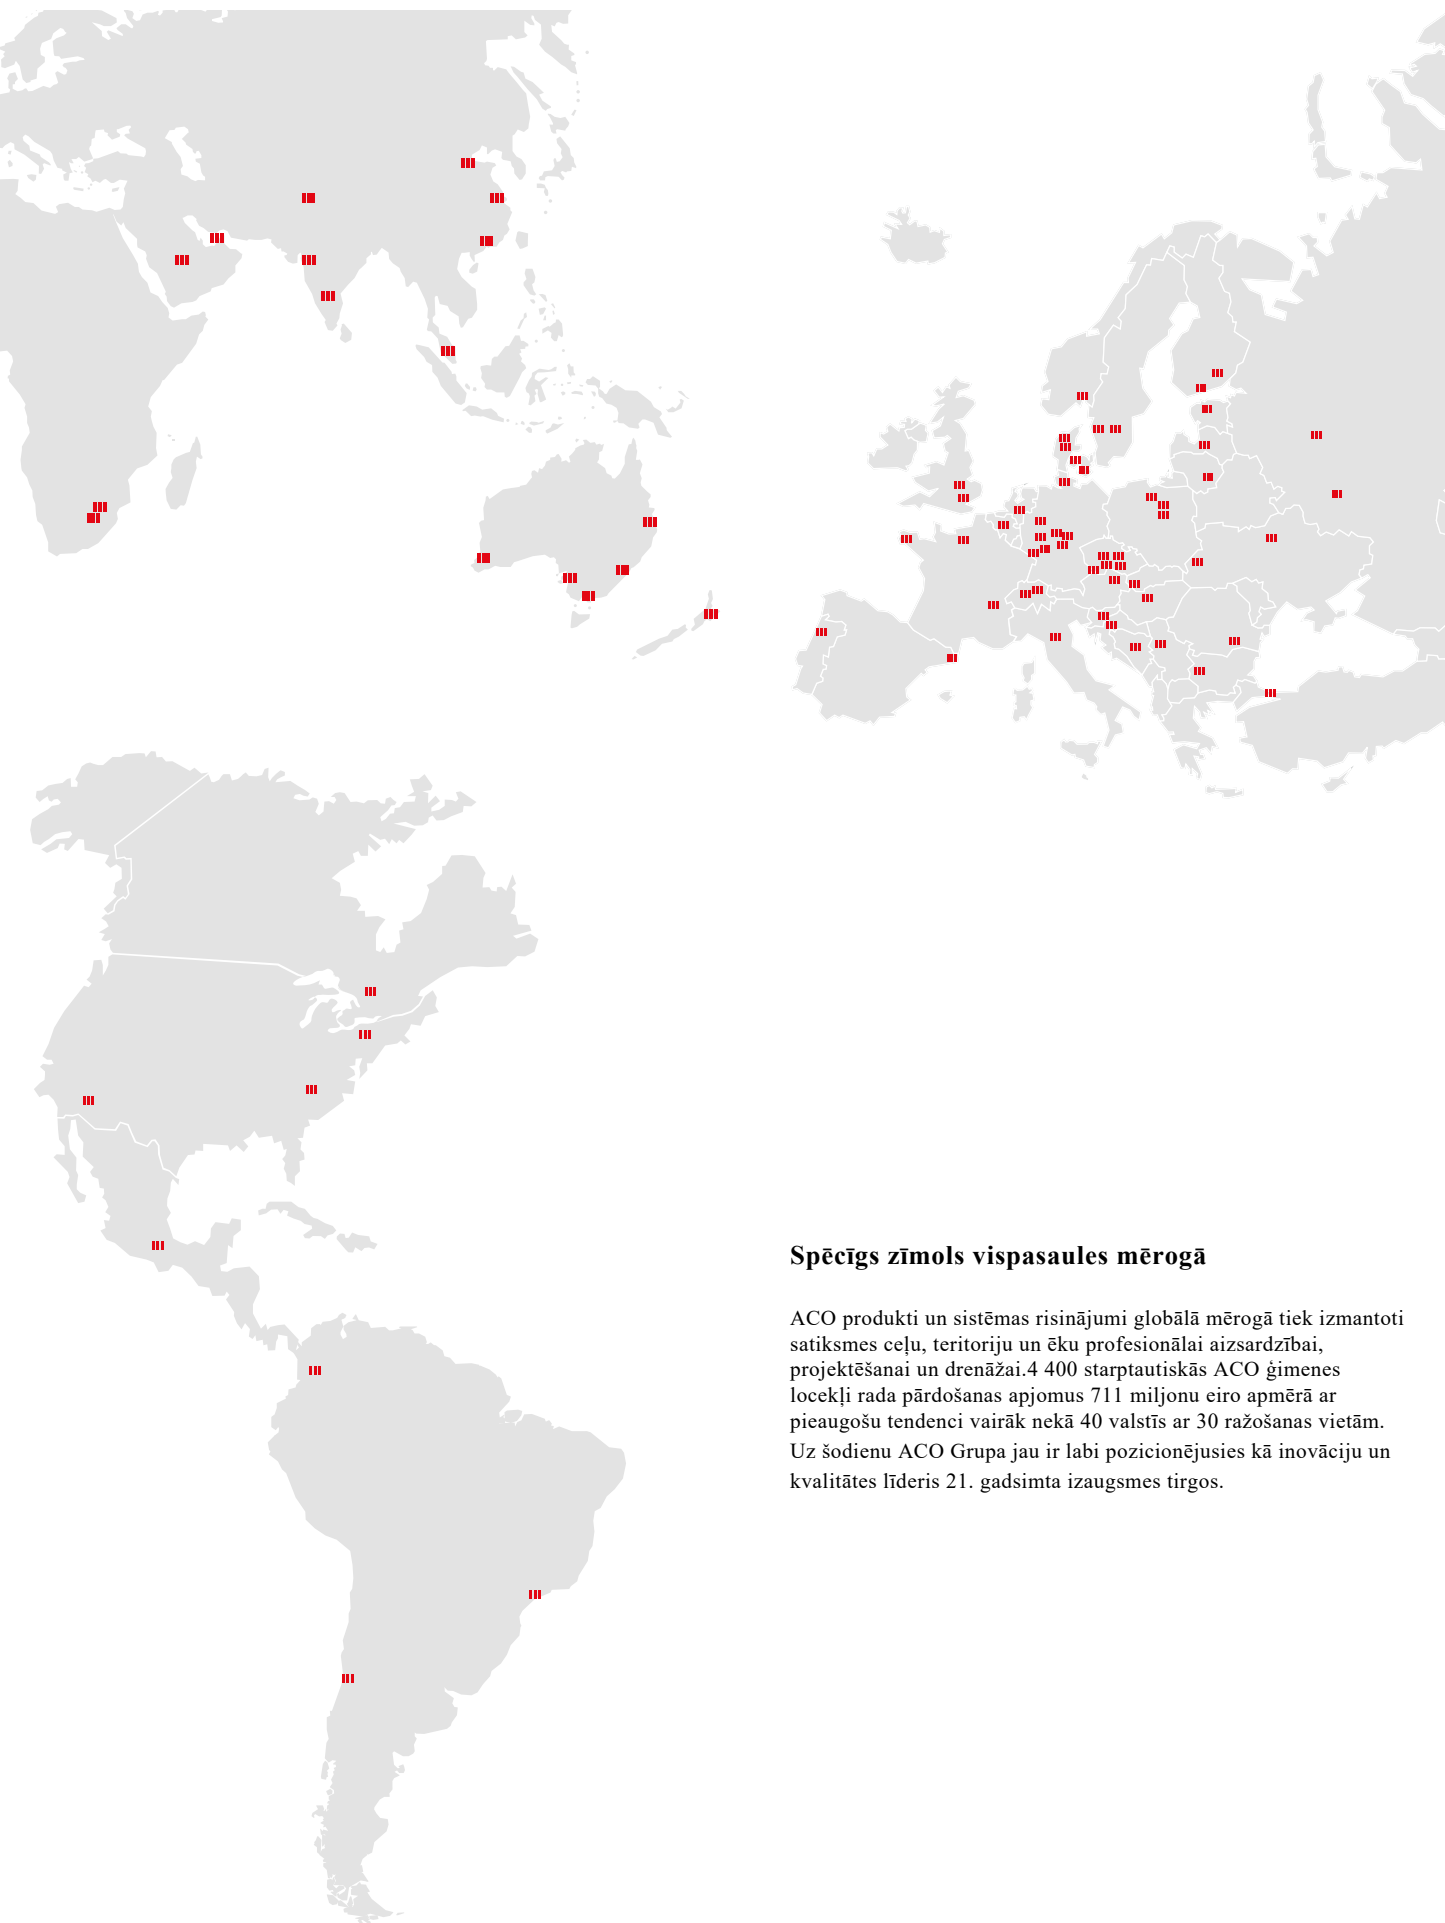 Spēcīgs zīmols vispasaules mērogā
ACO produkti un sistēmas risinājumi globālā mērogā tiek izmantoti
satiksmes ceļu, teritoriju un ēku profesionālai aizsardzībai,
projektēšanai un drenāžai.4 400 starptautiskās ACO ģimenes
locekļi rada pārdošanas apjomus 711 miljonu eiro apmērā ar
pieaugošu tendenci vairāk nekā 40 valstīs ar 30 ražošanas vietām.
Uz šodienu ACO Grupa jau ir labi pozicionējusies kā inovāciju un
kvalitātes līderis 21. gadsimta izaugsmes tirgos.